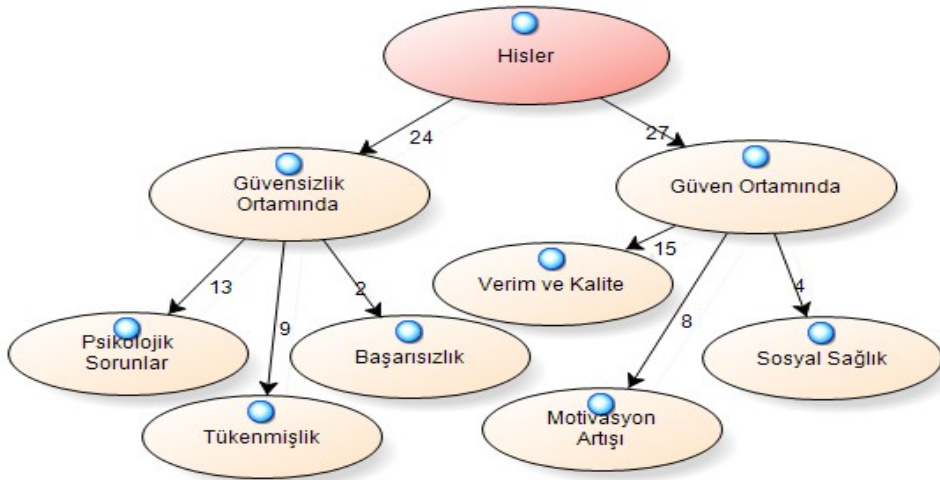 Hisler
24
27
Güvensizlik
Ortamında
Güven Ortamında
13
9
2
15
8
4
Verim ve Kalite
Psikolojik
Sorunlar
Başarısızlık
Sosyal Sağlık
Tükenmişlik
Motivasyon
Artışı